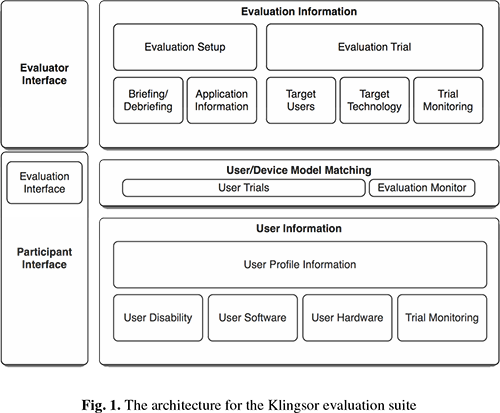 Evaluation Information
Evaluator
Interface
Evaluation Setup
Evaluation Trial
Briefing/
Debriefing
Application
Information
Target
Users
Target
Technology
Trial
Monitoring
Evaluation
Interface
User/Device Model Matching
User Trials
Evaluation Monitor
Participant
Interface
User Information
User Profile Information
User Disability
User Software
User Hardware
Trial Monitoring
Fig. 1. The architecture for the Klingsor evaluation suite